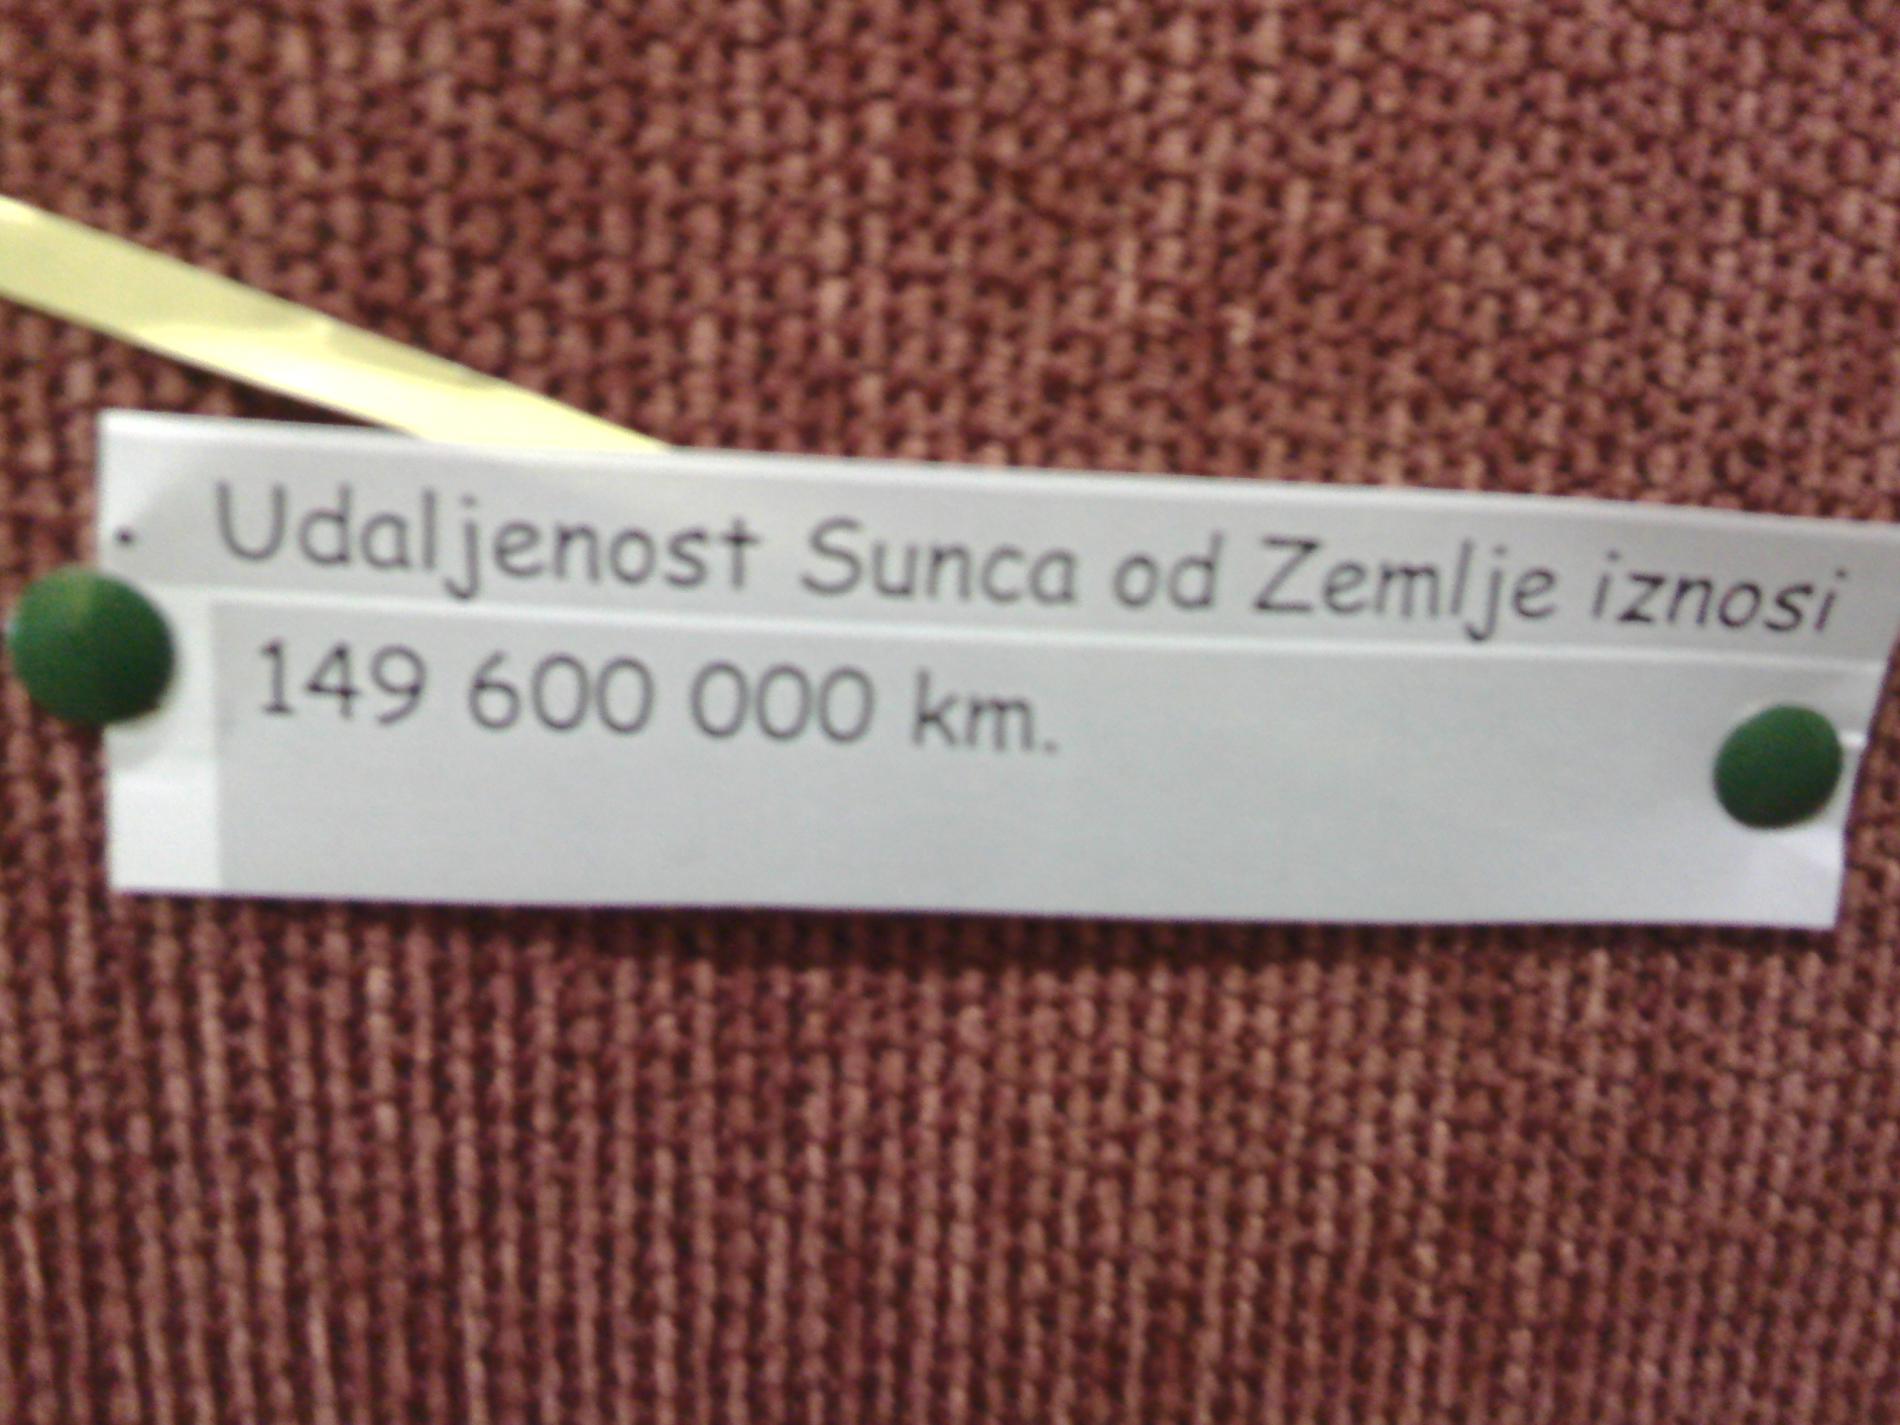 . Udaljenost Sunca od Zemlje iznosi
149 600 000 km.